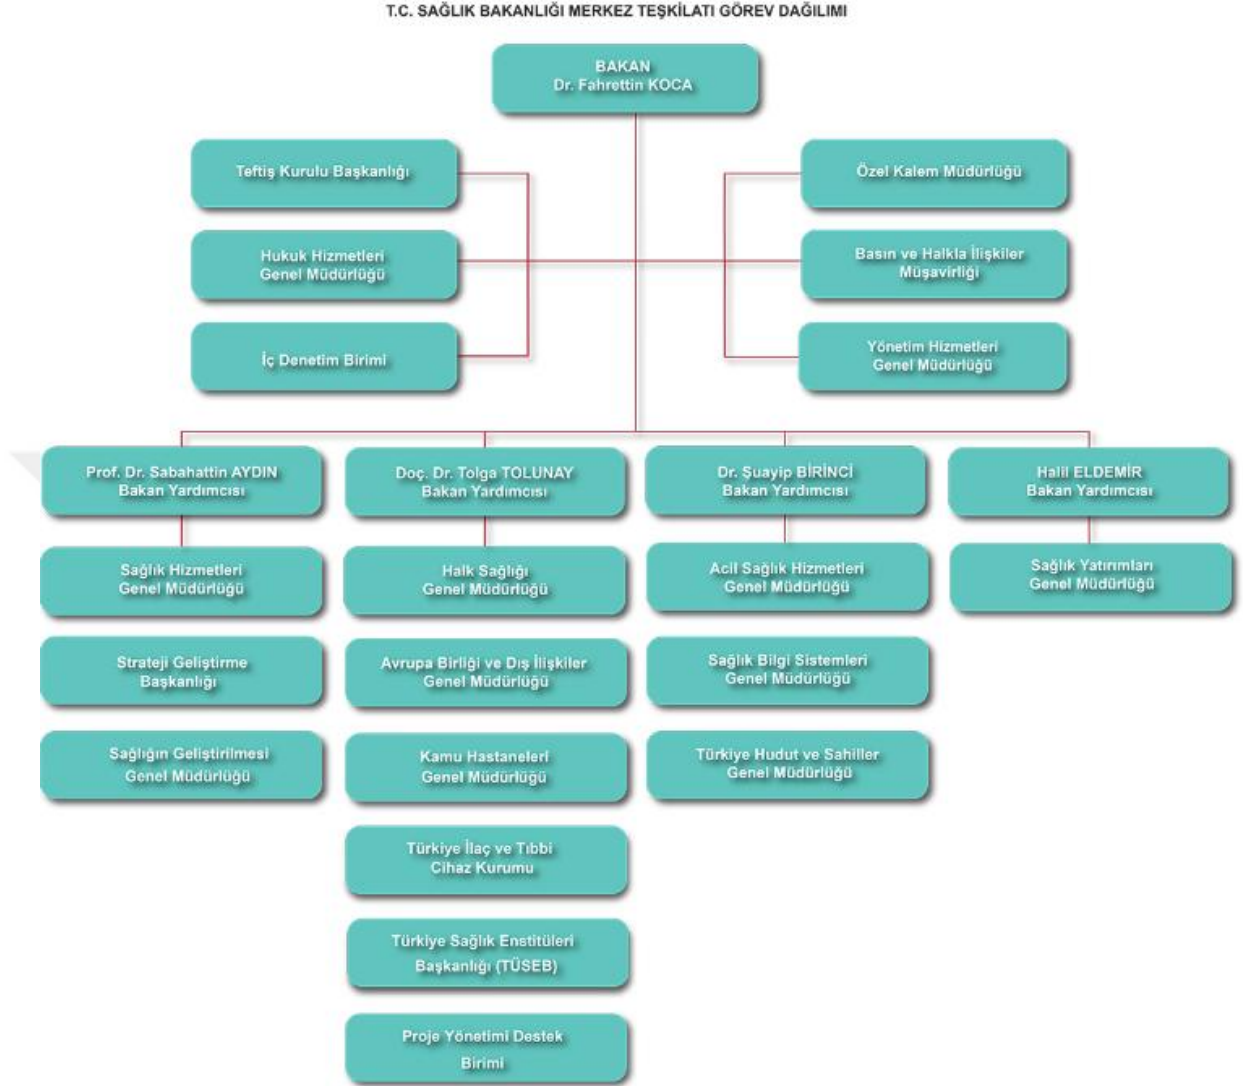 T.C. SAĞLIK BAKANLIĞI MERKEZ TEŞKİLATI GÖREV DAĞILIMI
BAKAN
Dr. Fahrettin KOCA
Teftiş Kurulu Başkanlığı
Özel Kalem Müdürlüğü
Hukuk Hizmetleri
Genel Müdürlüğü
Basın ve Halkla İlişkiler
Müşavirliği
İç Denetim Birimi
Yönetim Hizmetleri
Genel Müdürlüğü
Prof. Dr. Sabahattin AYDIN
Bakan Yardımcısı
Doç. Dr. Tolga TOLUNAY
Bakan Yardımcısı
Dr. Şuayip BİRİNCİ
Bakan Yardımcısı
Halil ELDEMİR
Bakan Yardımcısı
Sağlık Hizmetleri
Genel Müdürlüğü
Halk Sağlığı
Genel Müdürlüğü
Acil Sağlık Hizmetleri
Genel Müdürlüğü
Sağlık Yatırımları
Genel Müdürlüğü
Strateji Geliştirme
Başkanlığı
Avrupa Birliği ve Dış İlişkiler
Genel Müdürlüğü
Sağlık Bilgi Sistemleri
Genel Müdürlüğü
Sağlığın Geliştirilmesi
Genel Müdürlüğü
Kamu Hastaneleri
Genel Müdürlüğü
Türkiye Hudut ve Sahiller
Genel Müdürlüğü
Türkiye İlaç ve Tıbbi
Cihaz Kurumu
Türkiye Sağlık Enstitüleri
Başkanlığı (TÜSEB)
Proje Yönetimi Destek
Birimi